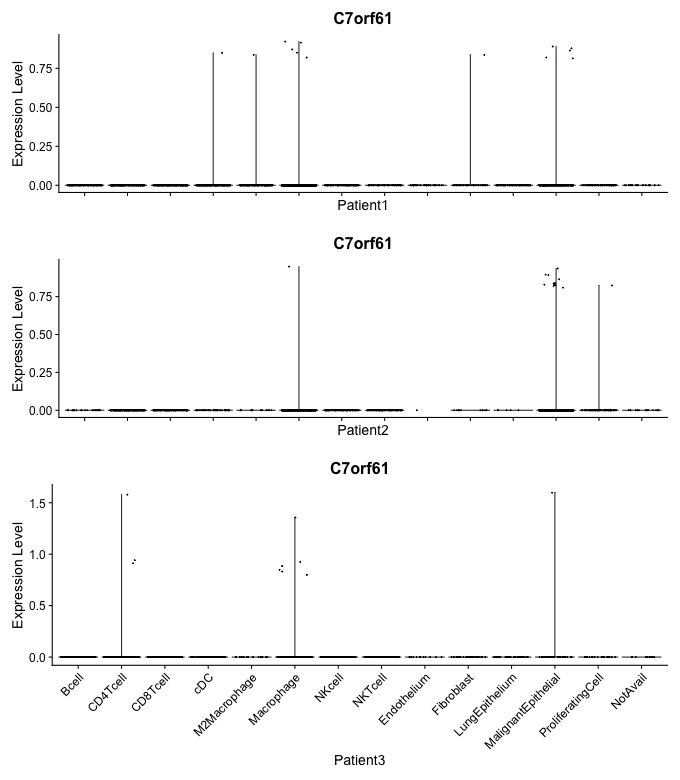 C7orf61
Expression Level
0.75
0.50
0.25
0.00
Patient1
C7orf61
Expression Level
0.75
0.50
0.25
0.00
Patient2
C7orf61
Expression Level
1.5
1.0
0.5
0.0
Bcell
CD4Tcell
CD8Tcell
cDC
M2Macrophage
Macrophage
NKcell
NKTcell
Endothelium
Fibroblast
LungEpithelium
MalignantEpithelial
ProliferatingCell
NotAvail
Patient3